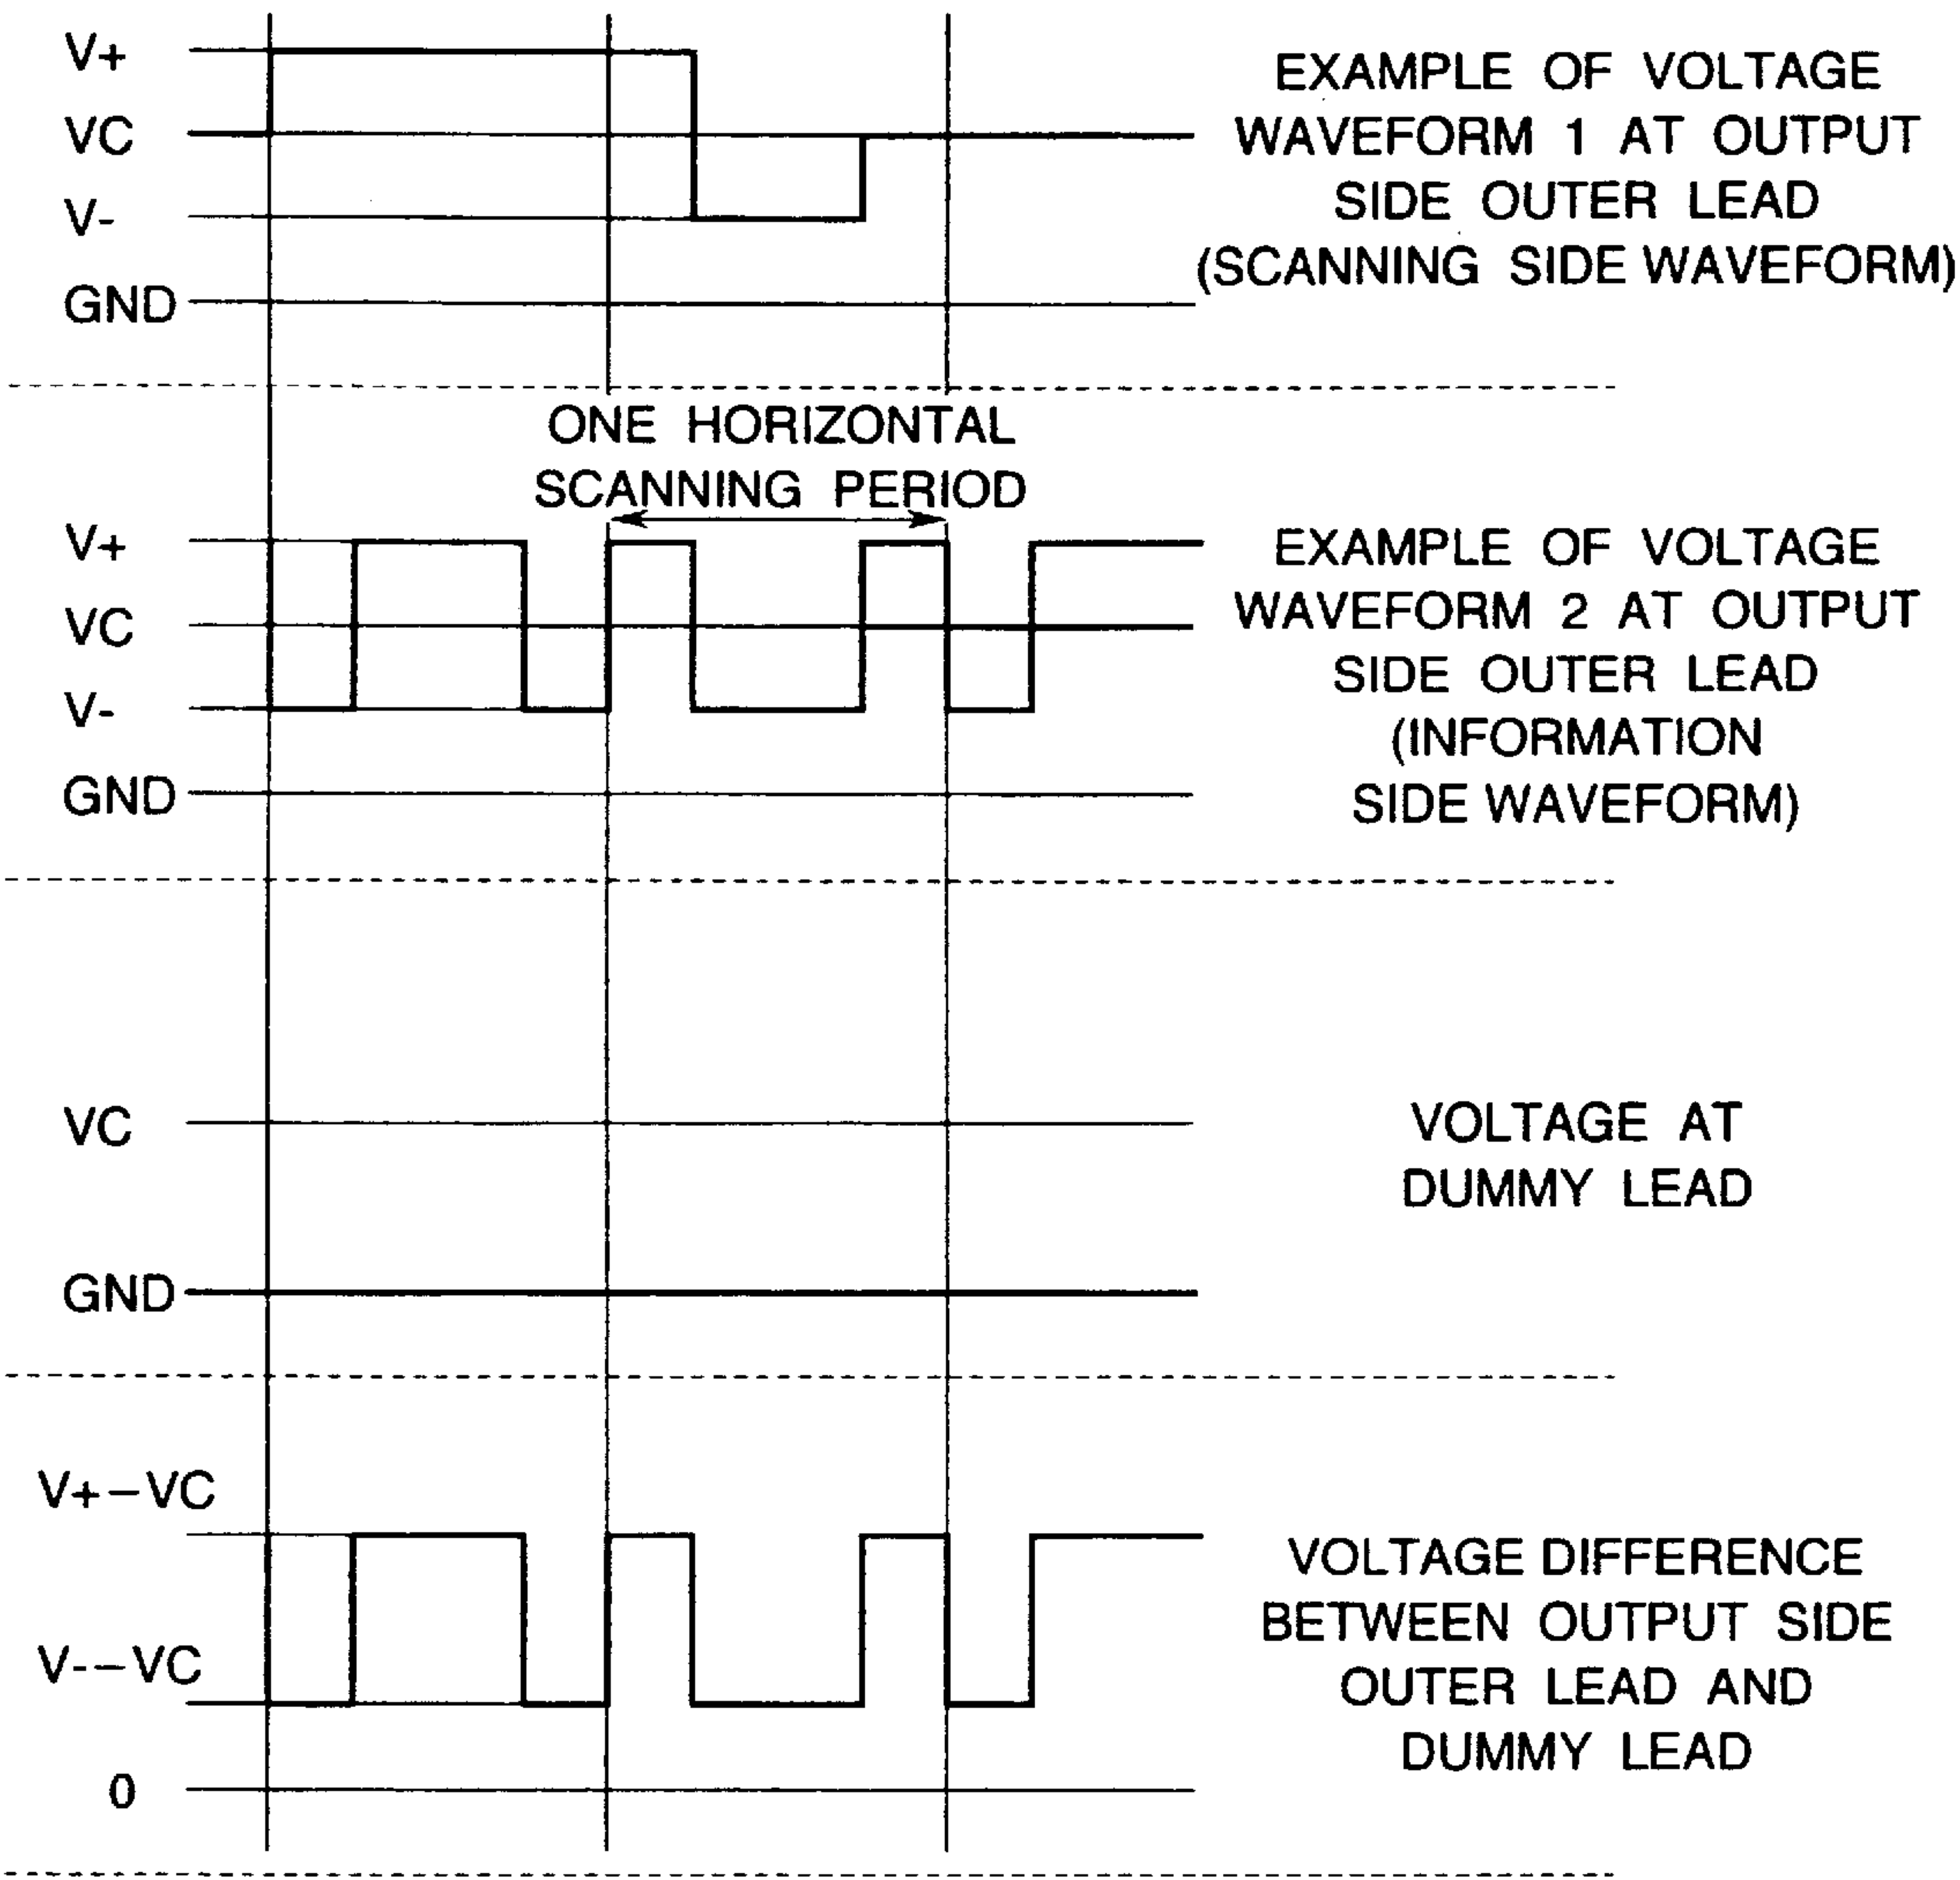 V+
VC
V-
GND
EXAMPLE OF VOLTAGE
WAVEFORM 1 AT OUTPUT
SIDE OUTER LEAD
(SCANNING SIDE WAVEFORM)
ONE HORIZONTAL
SCANNING PERIOD
V+
VC
V-
GND
EXAMPLE OF VOLTAGE
WAVEFORM 2 AT OUTPUT
SIDE OUTER LEAD
(INFORMATION
SIDE WAVEFORM)
VC
GND
VOLTAGE AT
DUMMY LEAD
V+−VC
V-−VC
0
VOLTAGE DIFFERENCE
BETWEEN OUTPUT SIDE
OUTER LEAD AND
DUMMY LEAD